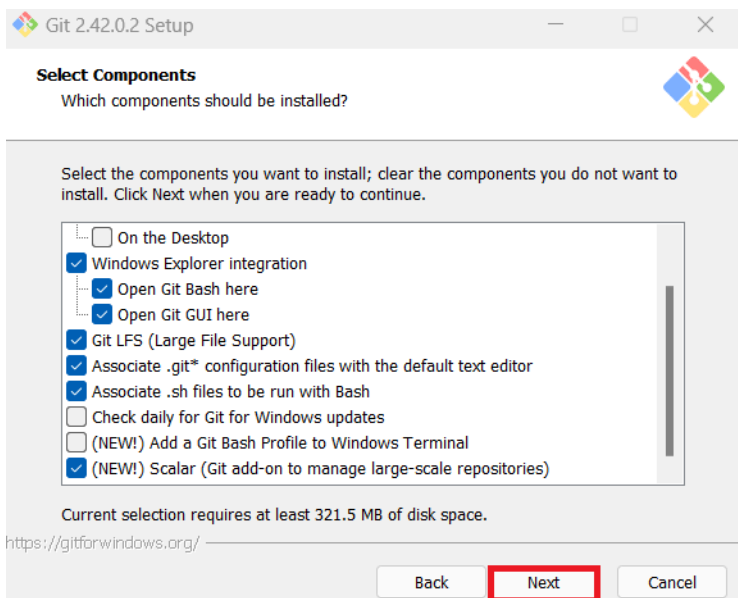 Git 2.42.0.2 Setup
Select Components
Which components should be installed?
Select the components you want to install; clear the components you do not want to
install. Click Next when you are ready to continue.
On the Desktop
Windows Explorer integration
Open Git Bash here
Open Git GUI here
Git LFS (Large File Support)
Associate .git* configuration files with the default text editor
Associate .sh files to be run with Bash
Check daily for Git for Windows updates
(NEW!) Add a Git Bash Profile to Windows Terminal
(NEW!) Scalar (Git add-on to manage large-scale repositories)
Current selection requires at least 321.5 MB of disk space.
https://gitforwindows.org/
Back Next Cancel